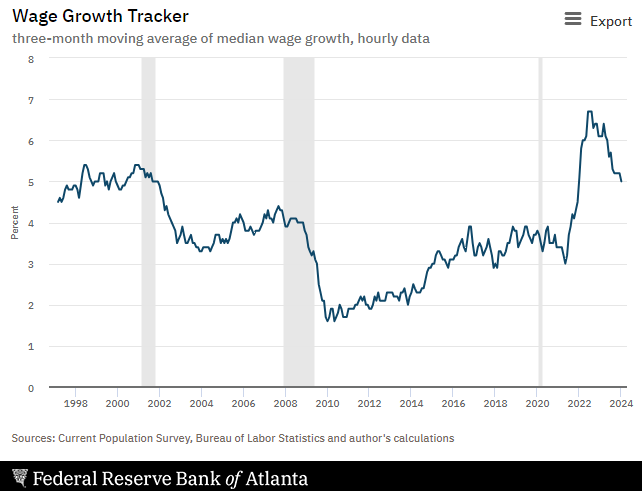 Wage Growth Tracker
Export
three-month moving average of median wage growth, hourly data
8
7
6
5
4
3
2
1
0
Percent
1998 2000 2002 2004 2006 2008 2010 2012 2014 2016 2018 2020 2022 2024
Sources: Current Population Survey, Bureau of Labor Statistics and author's calculations
Federal Reserve Bank of Atlanta